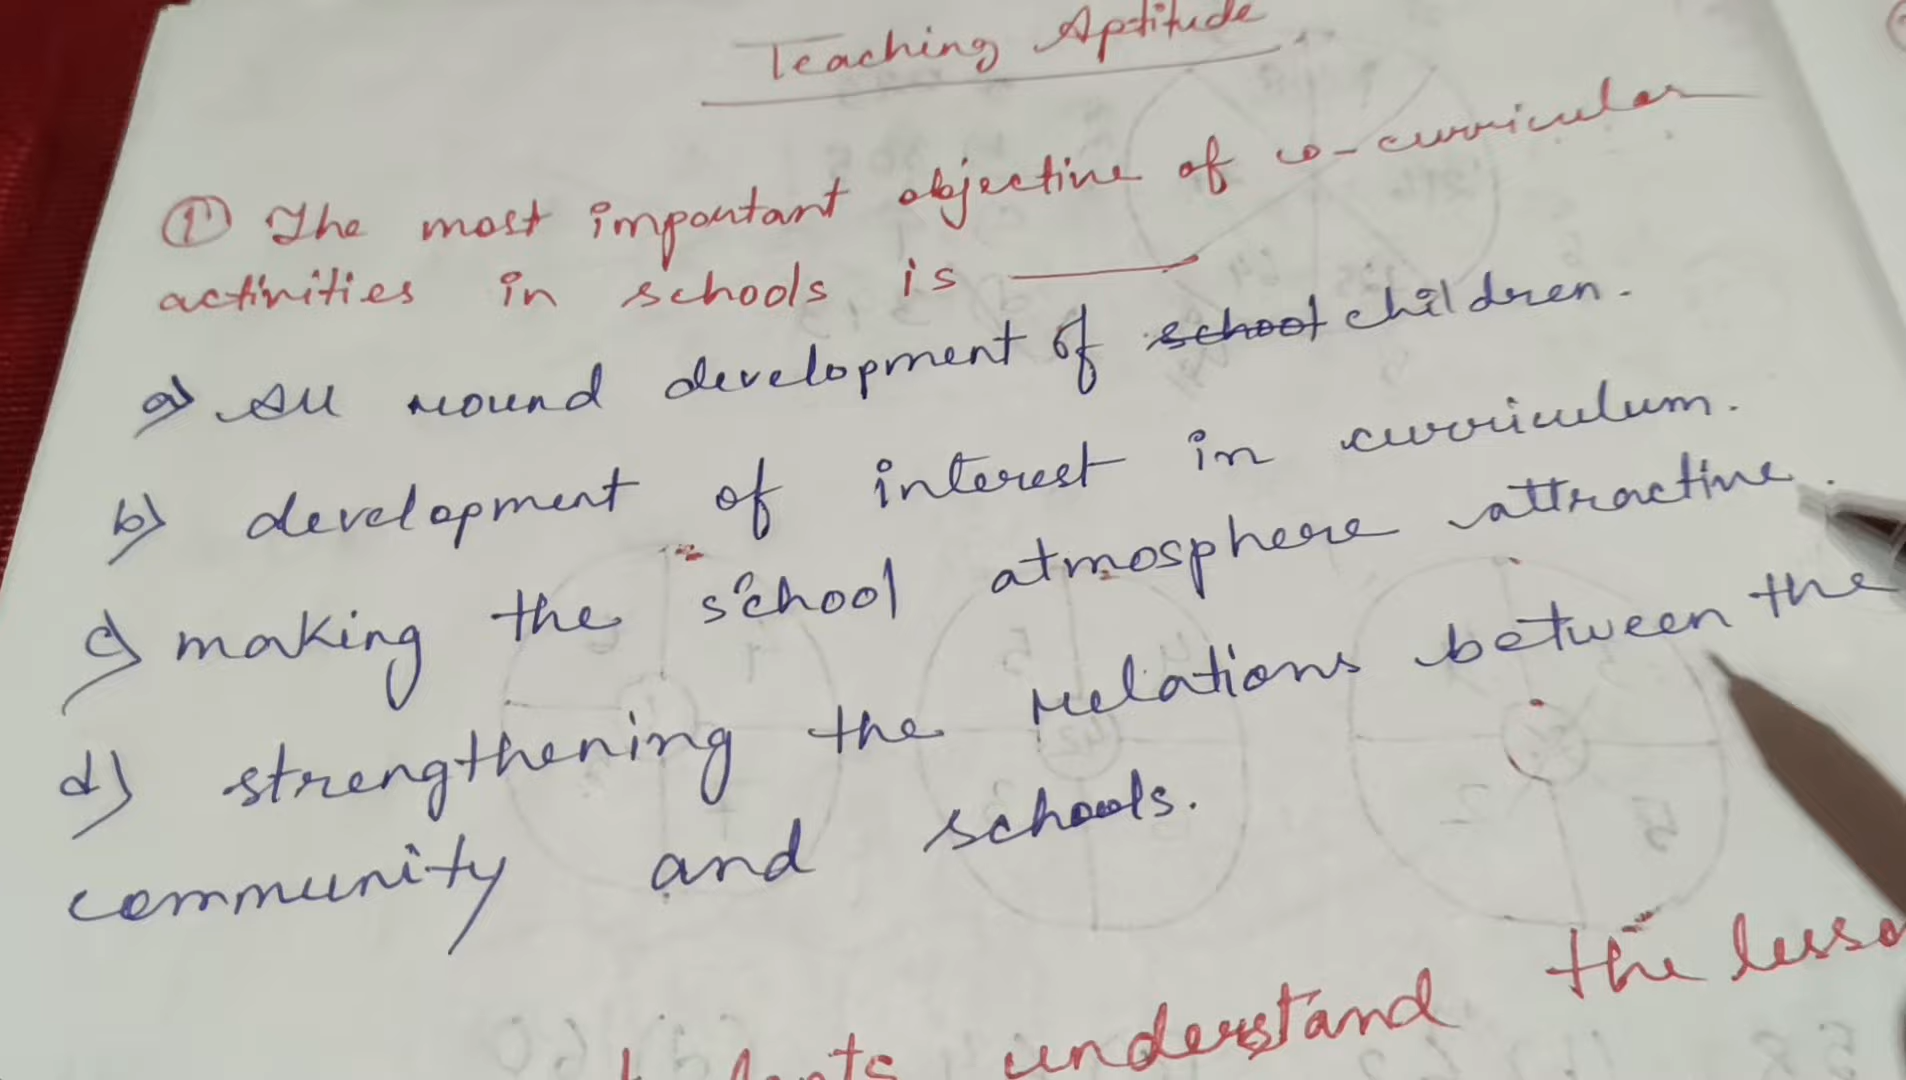 Teaching Aptitude
① The most important objective of co-curricular
activities in schools is ———
a) All round development of school children.
b) development of interest in curriculum.
c) making the school atmosphere attractive.
d) strengthening the relations between the
community and schools.
understand the